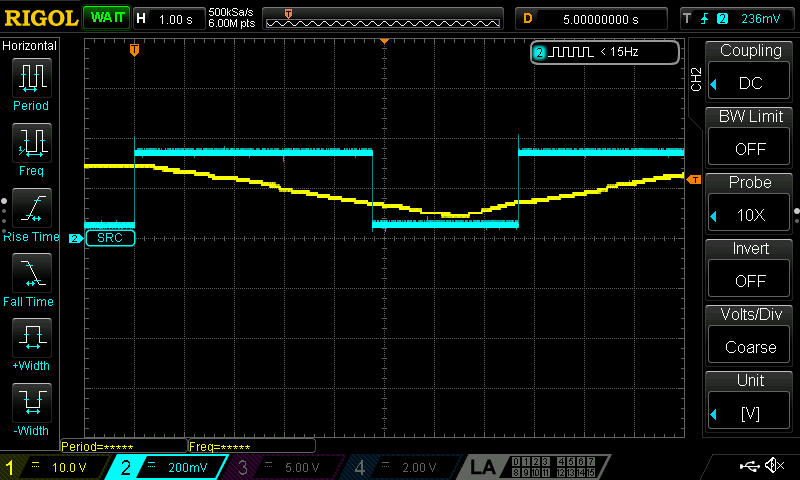 RIGOL WAIT H 1.00 s 500kSa/s 6.00M pts T D 5.00000000 s T 2 236mV
Horizontal
Period
Freq
Rise Time
Fall Time
+Width
-Width
T
2 < 15Hz
T
2 SRC
CH2
Coupling
DC
BW Limit
OFF
Probe
10X
Invert
OFF
Volts/Div
Coarse
Unit
[V]
Period=***** Freq=*****
1 10.0 V 2 200mV 3 5.00 V 4 2.00 V LA 0 1 2 3 4 5 6 7
8 9 10 11 12 13 14 15